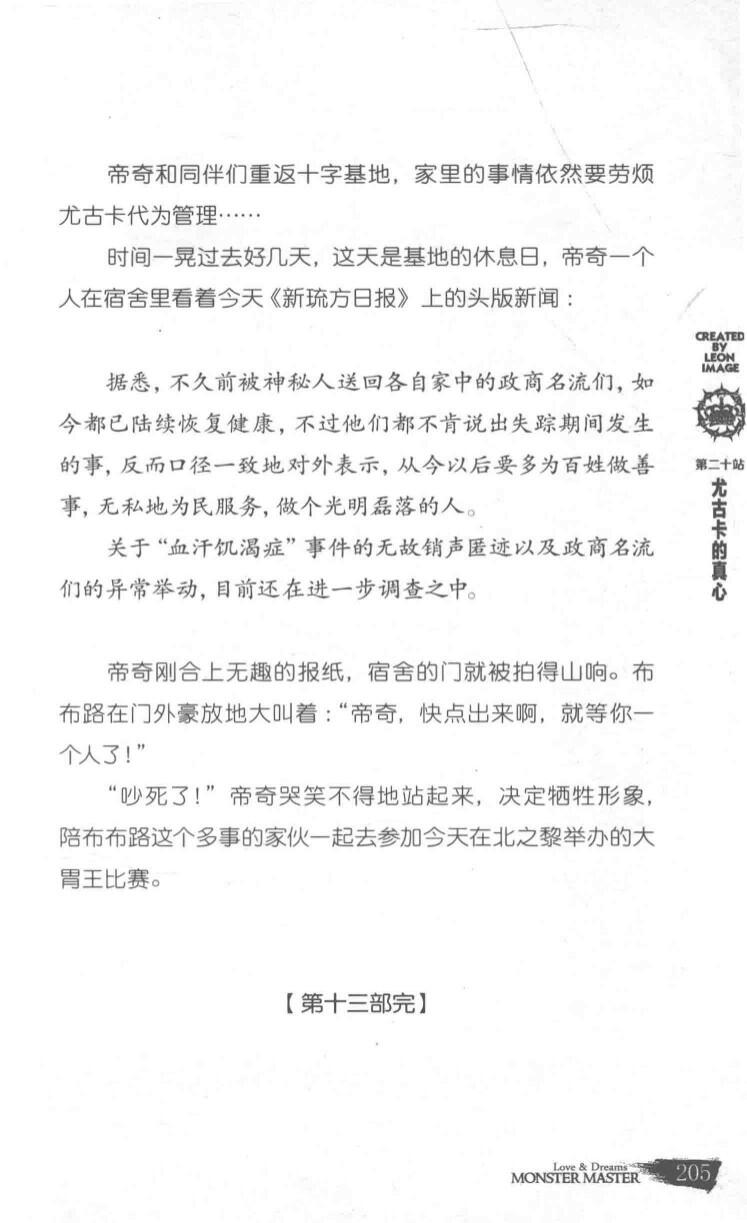 帝奇和同伴们重返十字基地，家里的事情依然要劳烦
尤古卡代为管理……
时间一晃过去好几天，这天是基地的休息日，帝奇一个
人在宿舍里看着今天《新琉方日报》上的头版新闻：
据悉，不久前被神秘人送回各自家中的政商名流们，如
今都已陆续恢复健康，不过他们都不肯说出失踪期间发生
的事，反而口径一致地对外表示，从今以后要多为百姓做善
事，无私地为民服务，做个光明磊落的人。
关于“血汗饥渴症”事件的无故销声匿迹以及政商名流
们的异常举动，目前还在进一步调查之中。
帝奇刚合上无趣的报纸，宿舍的门就被拍得山响。布
布路在门外豪放地大叫着：“帝奇，快点出来啊，就等你一
个人了！”
“吵死了！”帝奇哭笑不得地站起来，决定牺牲形象，
陪布布路这个多事的家伙一起去参加今天在北之黎举办的大
胃王比赛。
【第十三部完】
CREATED
BY
LEON
IMAGE
第二十站
尤古卡的真心
Love & Dreams
MONSTER MASTER
205